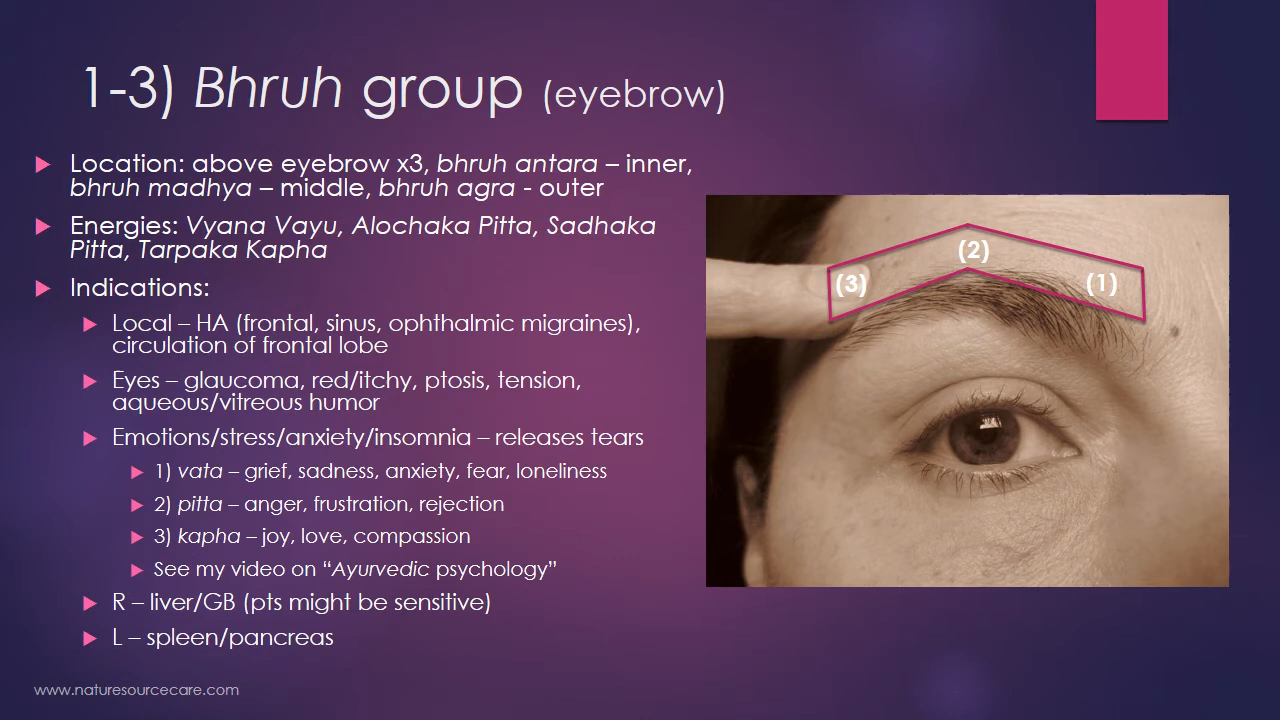 1-3) Bhruh group (eyebrow)
Location: above eyebrow x3, bhruh antara – inner,
bhruh madhya – middle, bhruh agra - outer
Energies: Vyana Vayu, Alochaka Pitta, Sadhaka
Pitta, Tarpaka Kapha
Indications:
Local – HA (frontal, sinus, ophthalmic migraines),
circulation of frontal lobe
Eyes – glaucoma, red/itchy, ptosis, tension,
aqueous/vitreous humor
Emotions/stress/anxiety/insomnia – releases tears
1) vata – grief, sadness, anxiety, fear, loneliness
2) pitta – anger, frustration, rejection
3) kapha – joy, love, compassion
See my video on “Ayurvedic psychology”
R – liver/GB (pts might be sensitive)
L – spleen/pancreas
(2)
(3)
(1)
www.naturesourcecare.com